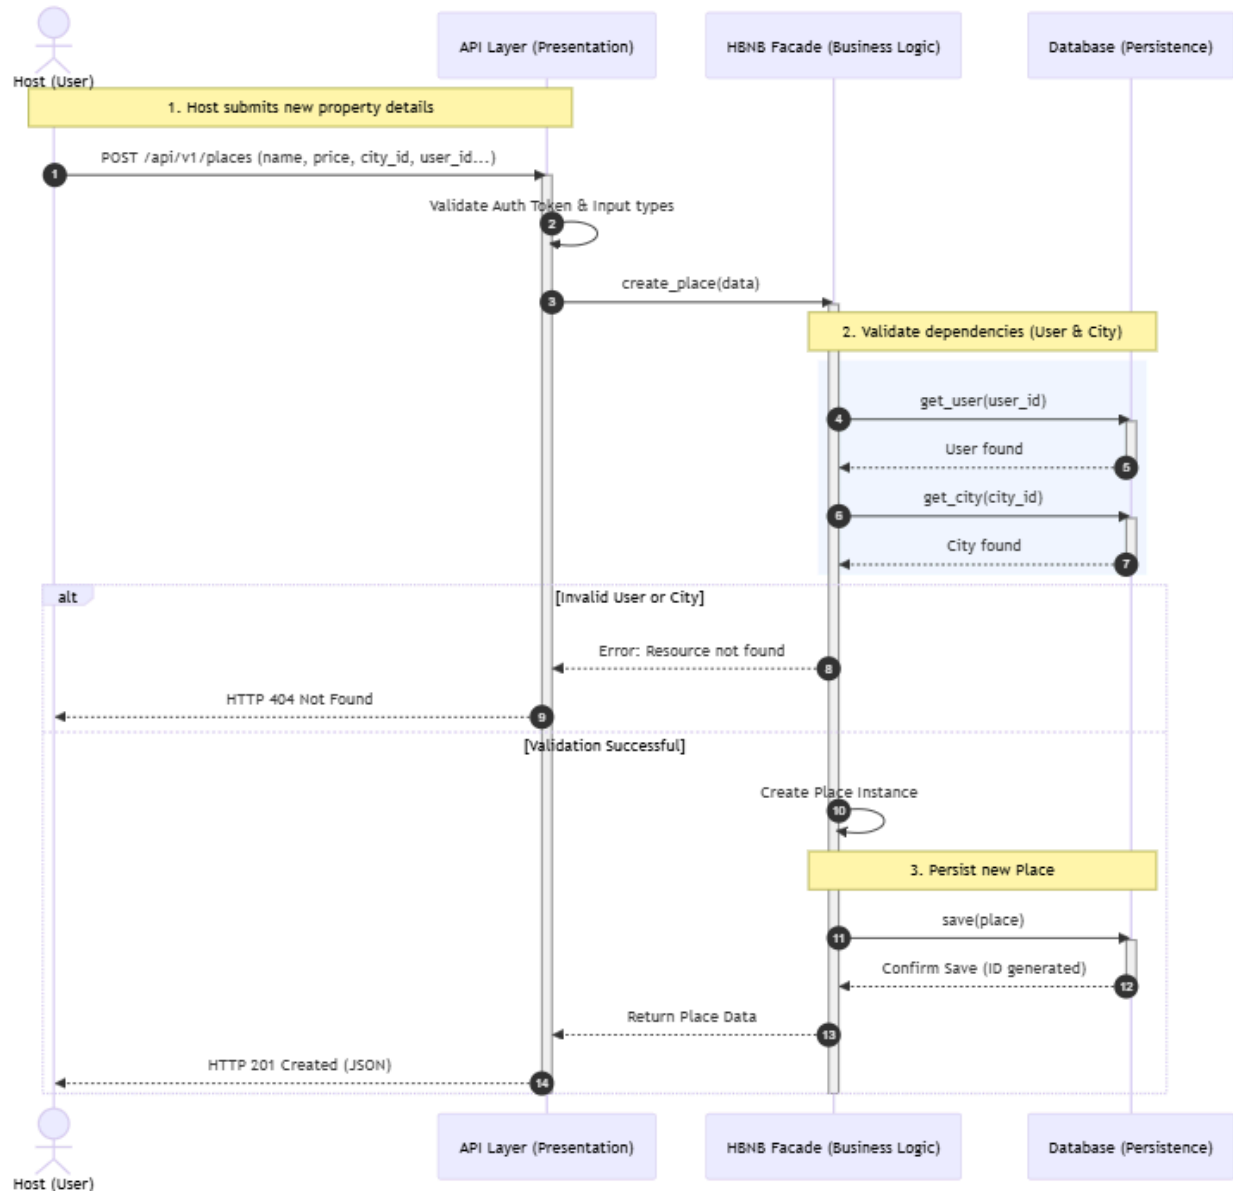 API Layer (Presentation)
HBNB Facade (Business Logic)
Database (Persistence)
Host (User)
1. Host submits new property details
POST /api/v1/places (name, price, city_id, user_id...)
1
Validate Auth Token & Input types
2
create_place(data)
3
2. Validate dependencies (User & City)
get_user(user_id)
4
User found
5
get_city(city_id)
6
City found
7
alt
[Invalid User or City]
Error: Resource not found
8
HTTP 404 Not Found
9
[Validation Successful]
Create Place Instance
10
3. Persist new Place
save(place)
11
Confirm Save (ID generated)
12
Return Place Data
13
HTTP 201 Created (JSON)
14
API Layer (Presentation)
HBNB Facade (Business Logic)
Database (Persistence)
Host (User)